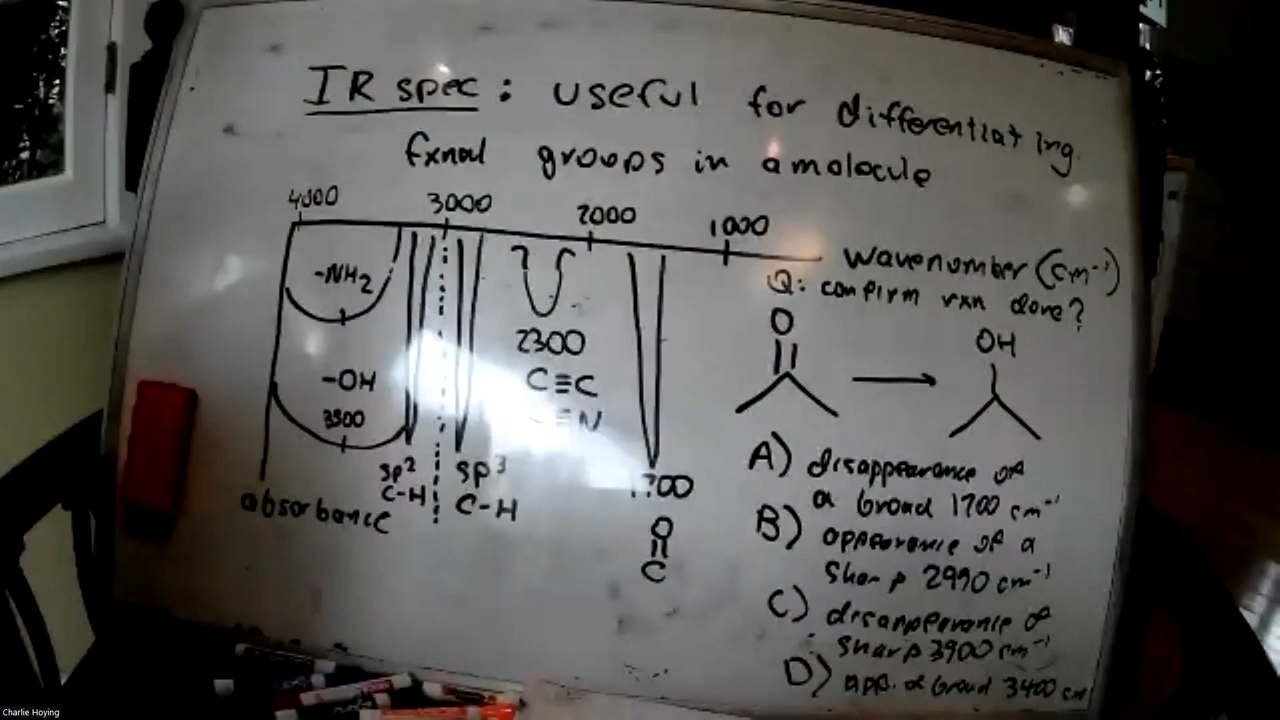 IR spec: useful for differentiating
fxnal groups in a molecule
4000 3000 2000 1000
wavenumber (cm⁻¹)
-NH₂
2300
C≡C
≡N
-OH
3500
sp²
C-H
sp³
C-H
absorbance
1700
O
C
Q: confirm rxn done?
O
OH
A) disappearance of
a broad 1700 cm⁻¹
B) appearance of a
sharp 2990 cm⁻¹
C) disappearance of
sharp 3900 cm⁻¹
D) app. of broad 3400 cm
Charlie Hoying